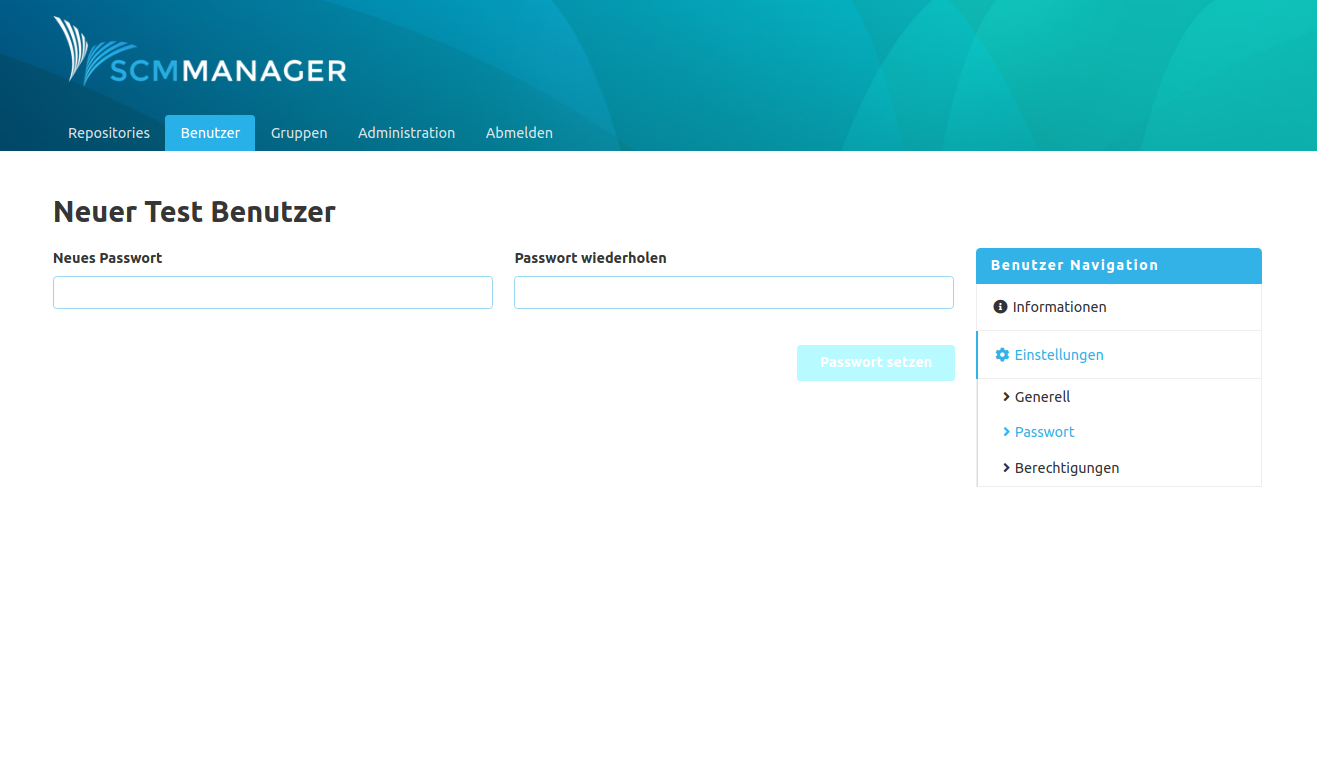 SCMMANAGER
Repositories Benutzer Gruppen Administration Abmelden
Neuer Test Benutzer
Neues Passwort
Passwort wiederholen
Passwort setzen
Benutzer Navigation
Informationen
Einstellungen
Generell
Passwort
Berechtigungen